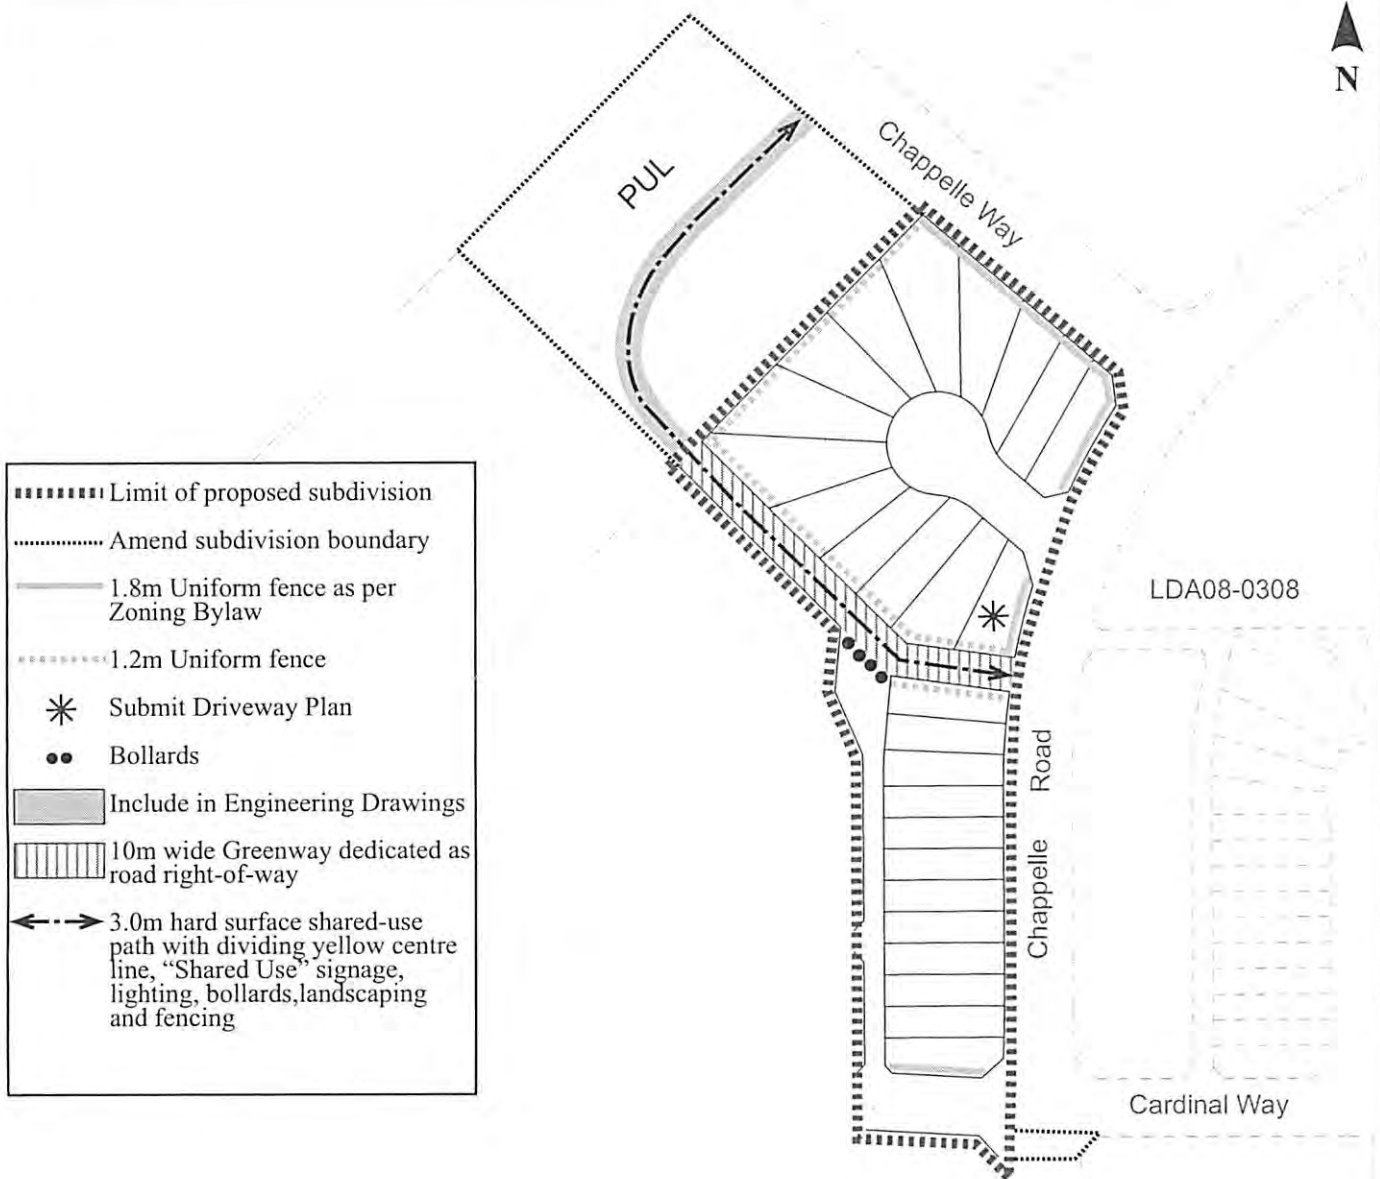 N
Chappelle Way
PUL
Limit of proposed subdivision
Amend subdivision boundary
1.8m Uniform fence as per
Zoning Bylaw
1.2m Uniform fence
Submit Driveway Plan
Bollards
Include in Engineering Drawings
10m wide Greenway dedicated as
road right-of-way
3.0m hard surface shared-use
path with dividing yellow centre
line, “Shared Use” signage,
lighting, bollards,landscaping
and fencing
LDA08-0308
Chappelle Road
Cardinal Way